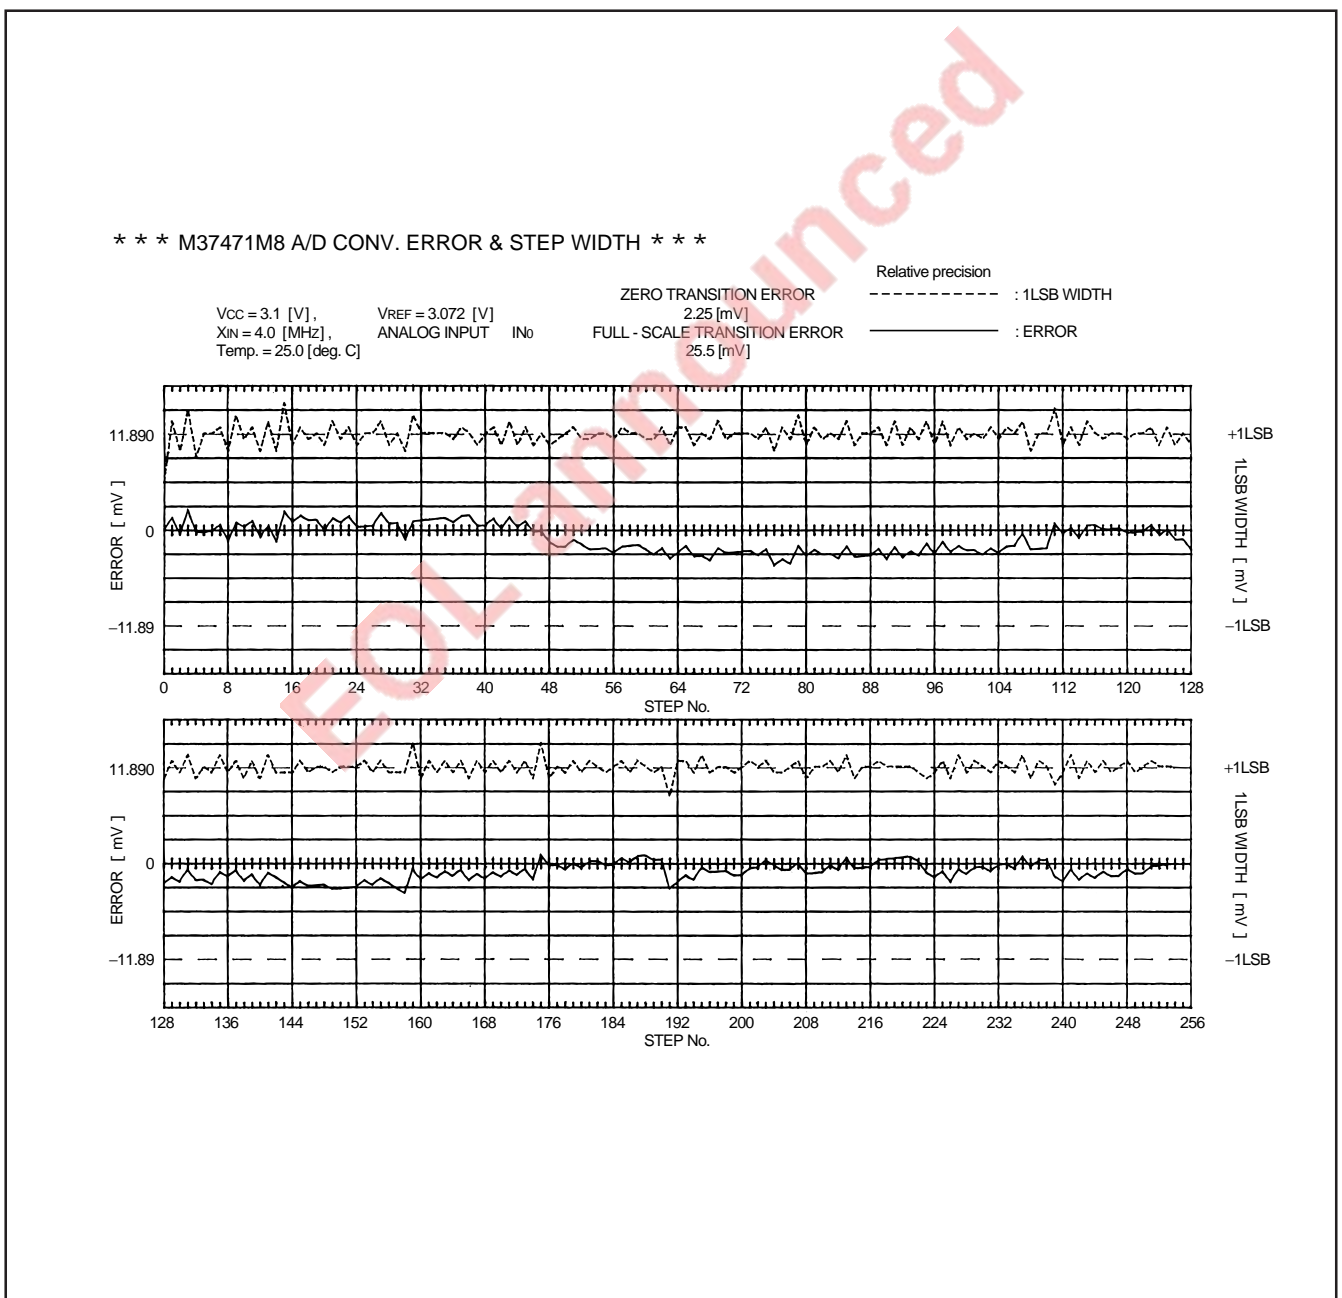 * * * M37471M8 A/D CONV. ERROR & STEP WIDTH * * *
Relative precision
ZERO TRANSITION ERROR
2.25 [mV]
FULL - SCALE TRANSITION ERROR
25.5 [mV]
: 1LSB WIDTH
: ERROR
VCC = 3.1 [V] , VREF = 3.072 [V]
XIN = 4.0 [MHz] , ANALOG INPUT IN0
Temp. = 25.0 [deg. C]
11.890
0
−11.89
ERROR [ mV ]
+1LSB
1LSB WIDTH [ mV ]
−1LSB
0 8 16 24 32 40 48 56 64 72 80 88 96 104 112 120 128
STEP No.
11.890
0
−11.89
ERROR [ mV ]
+1LSB
1LSB WIDTH [ mV ]
−1LSB
128 136 144 152 160 168 176 184 192 200 208 216 224 232 240 248 256
STEP No.
EOL announced